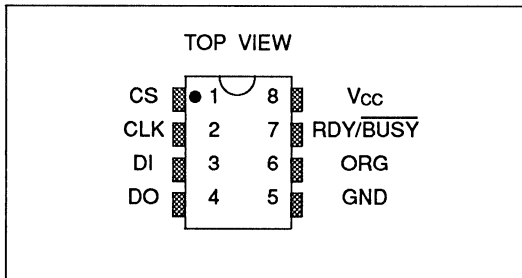 TOP VIEW
CS 1 8 Vcc
CLK 2 7 RDY/BUSY
DI 3 6 ORG
DO 4 5 GND